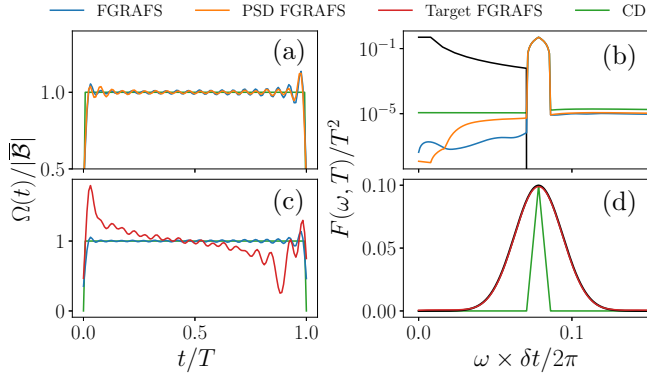 FGRAFS PSD FGRAFS Target FGRAFS CD
(a) (b)
1.0
0.5
10⁻¹
10⁻⁵
Ω(t)/|𝓑̅|
F(ω, T)/T²
(c) (d)
1
0
0.10
0.05
0.00
0.0 0.5 1.0
0.0 0.1
t/T
ω × δt/2π